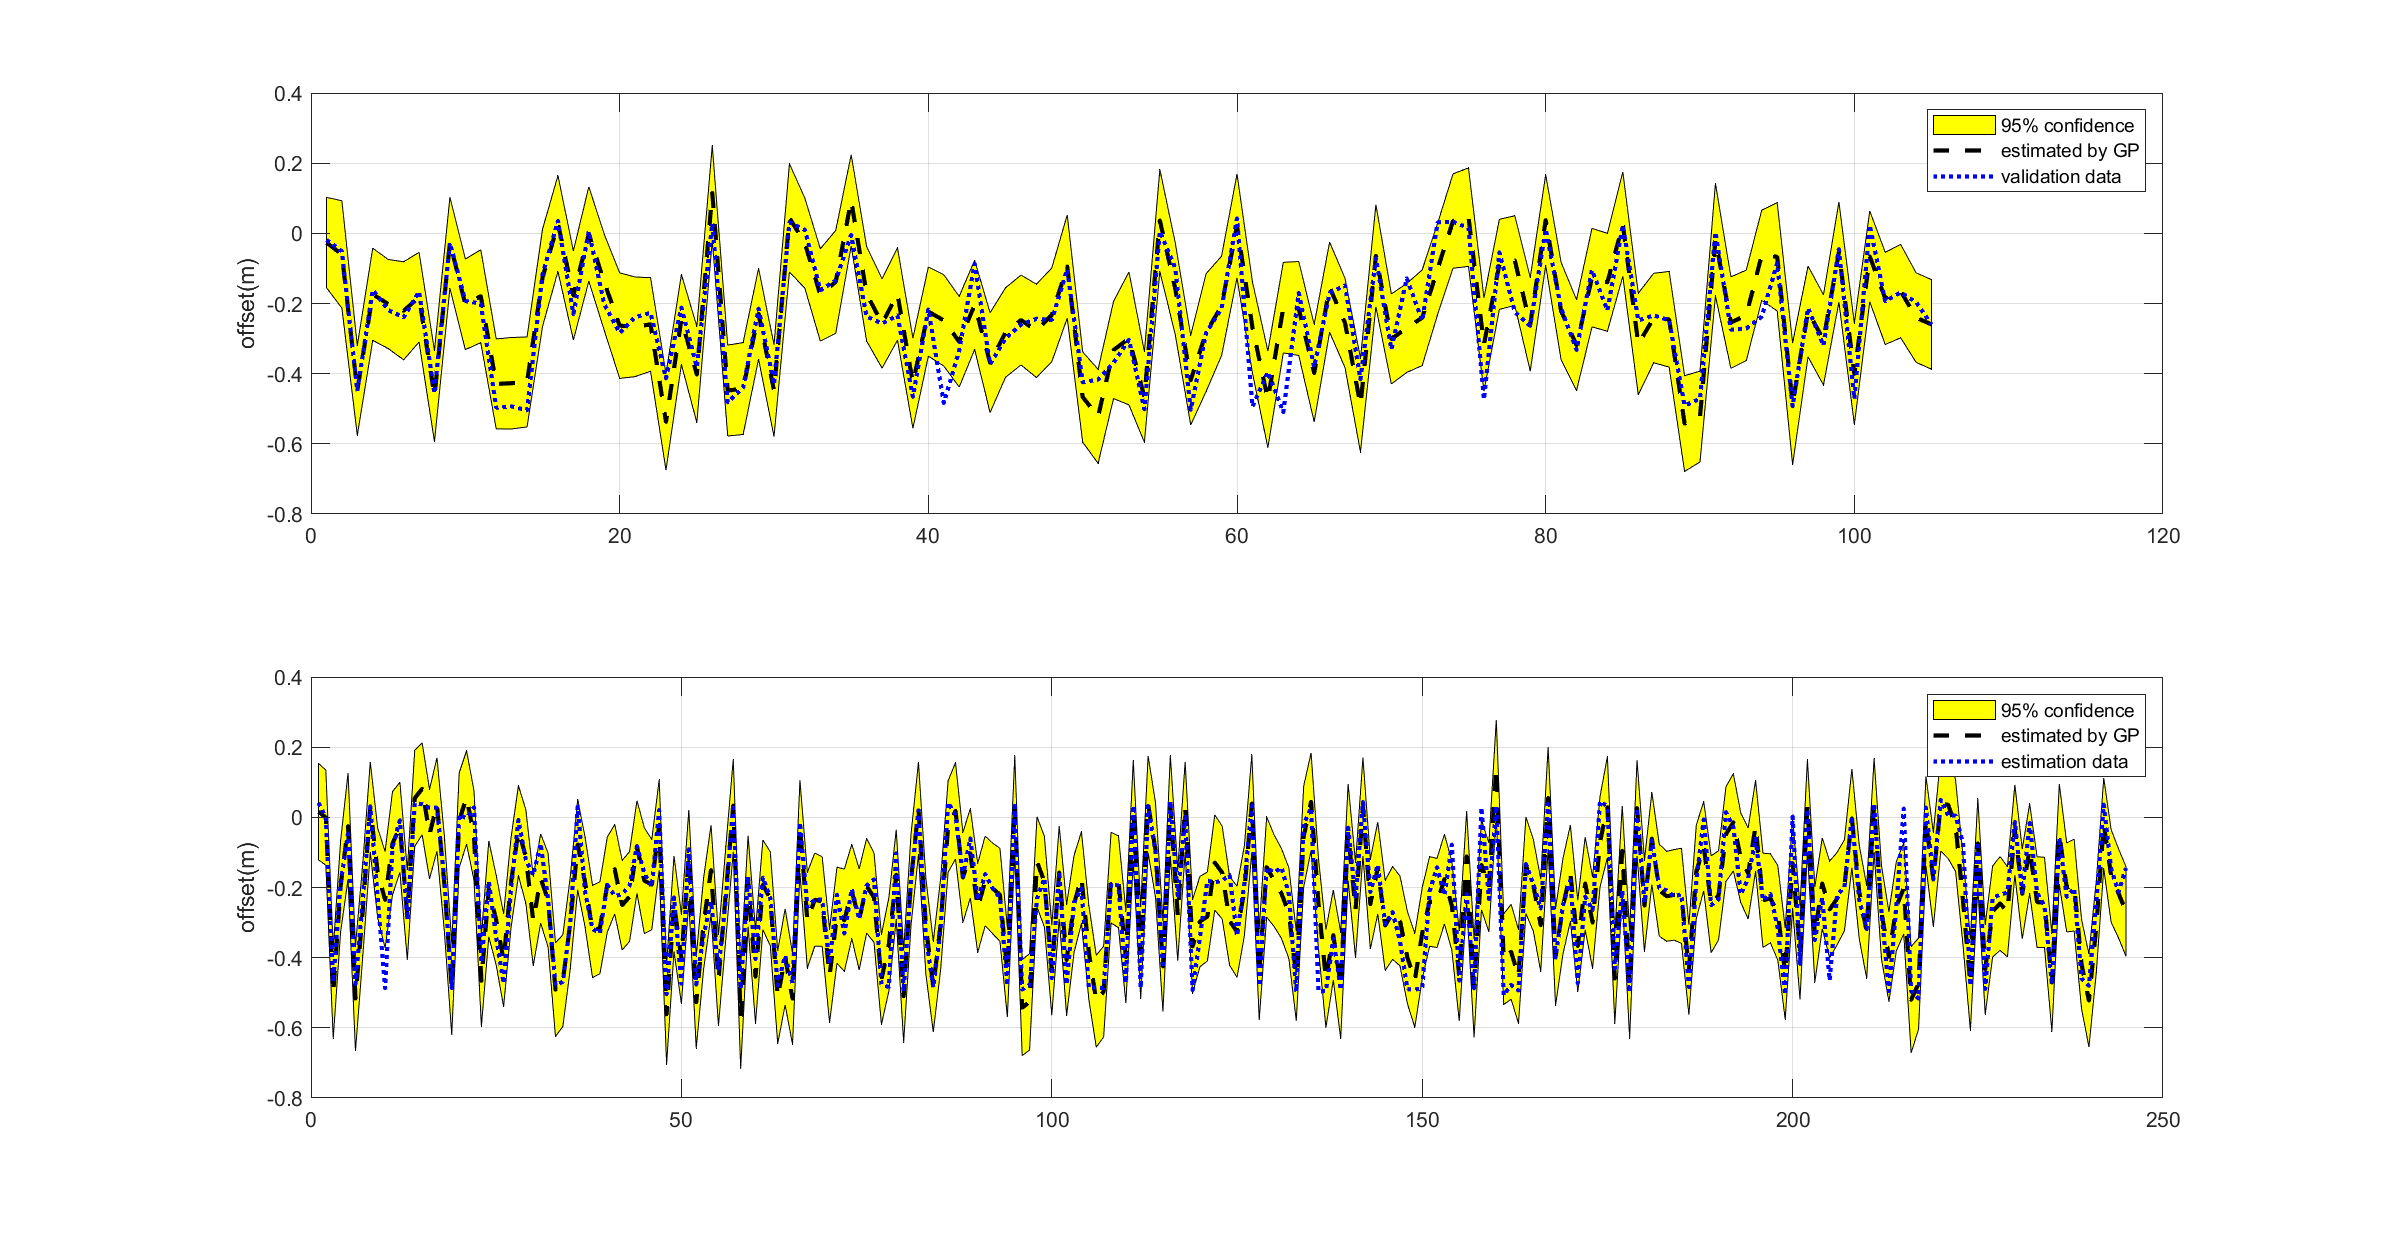 0.4
0.2
0
-0.2
-0.4
-0.6
-0.8
offset(m)
95% confidence
estimated by GP
validation data
0 20 40 60 80 100 120
0.4
0.2
0
-0.2
-0.4
-0.6
-0.8
offset(m)
95% confidence
estimated by GP
estimation data
0 50 100 150 200 250